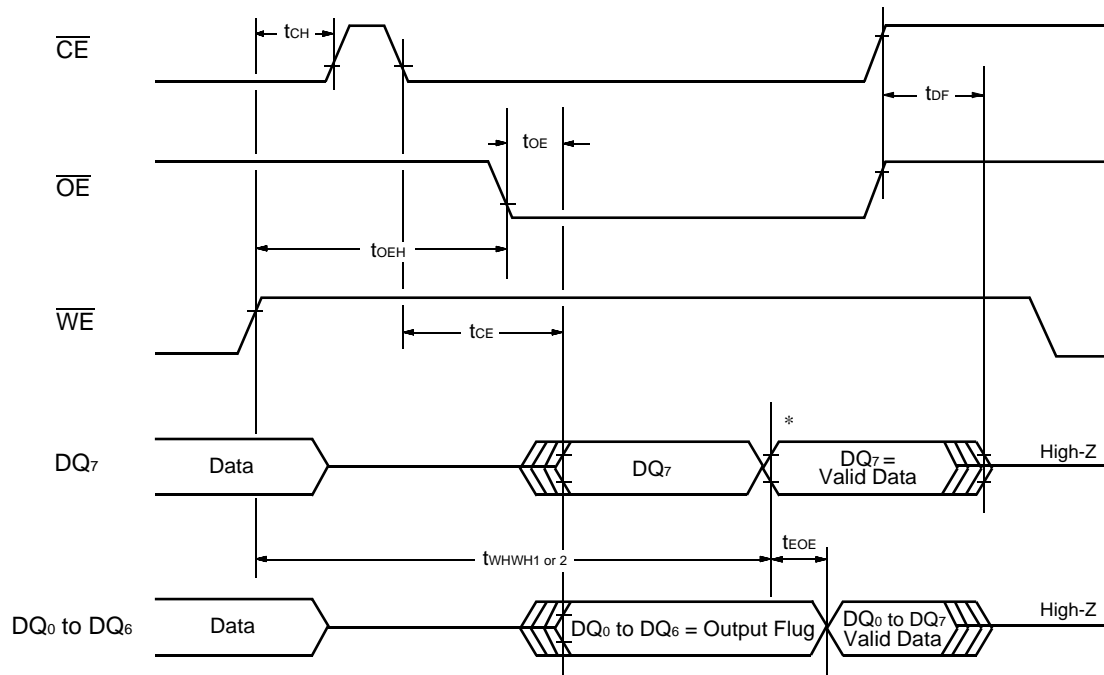 CE
tCH
tDF
OE
tOE
tOEH
WE
tCE
*
DQ7
Data
DQ7
DQ7 =
Valid Data
High-Z
tWHWH1 or 2
tEOE
DQ0 to DQ6
Data
DQ0 to DQ6 = Output Flug
DQ0 to DQ7
Valid Data
High-Z